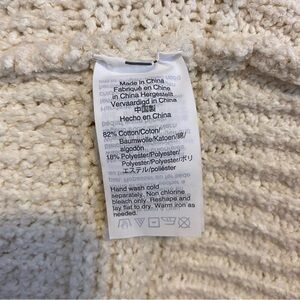 Made in China
Fabriqué en Chine
in China Hergestellt
Vervaardigd in China
中国製
Hecho en China
82% Cotton/Coton/
Baumwolle/Katoen/綿/
algodón
18% Polyester/Polyester/
Polyester/Polyester/ポリ
エステル/poliéster
Hand wash cold
separately. Non chlorine
bleach only. Reshape and
lay flat to dry. Warm iron as
needed.